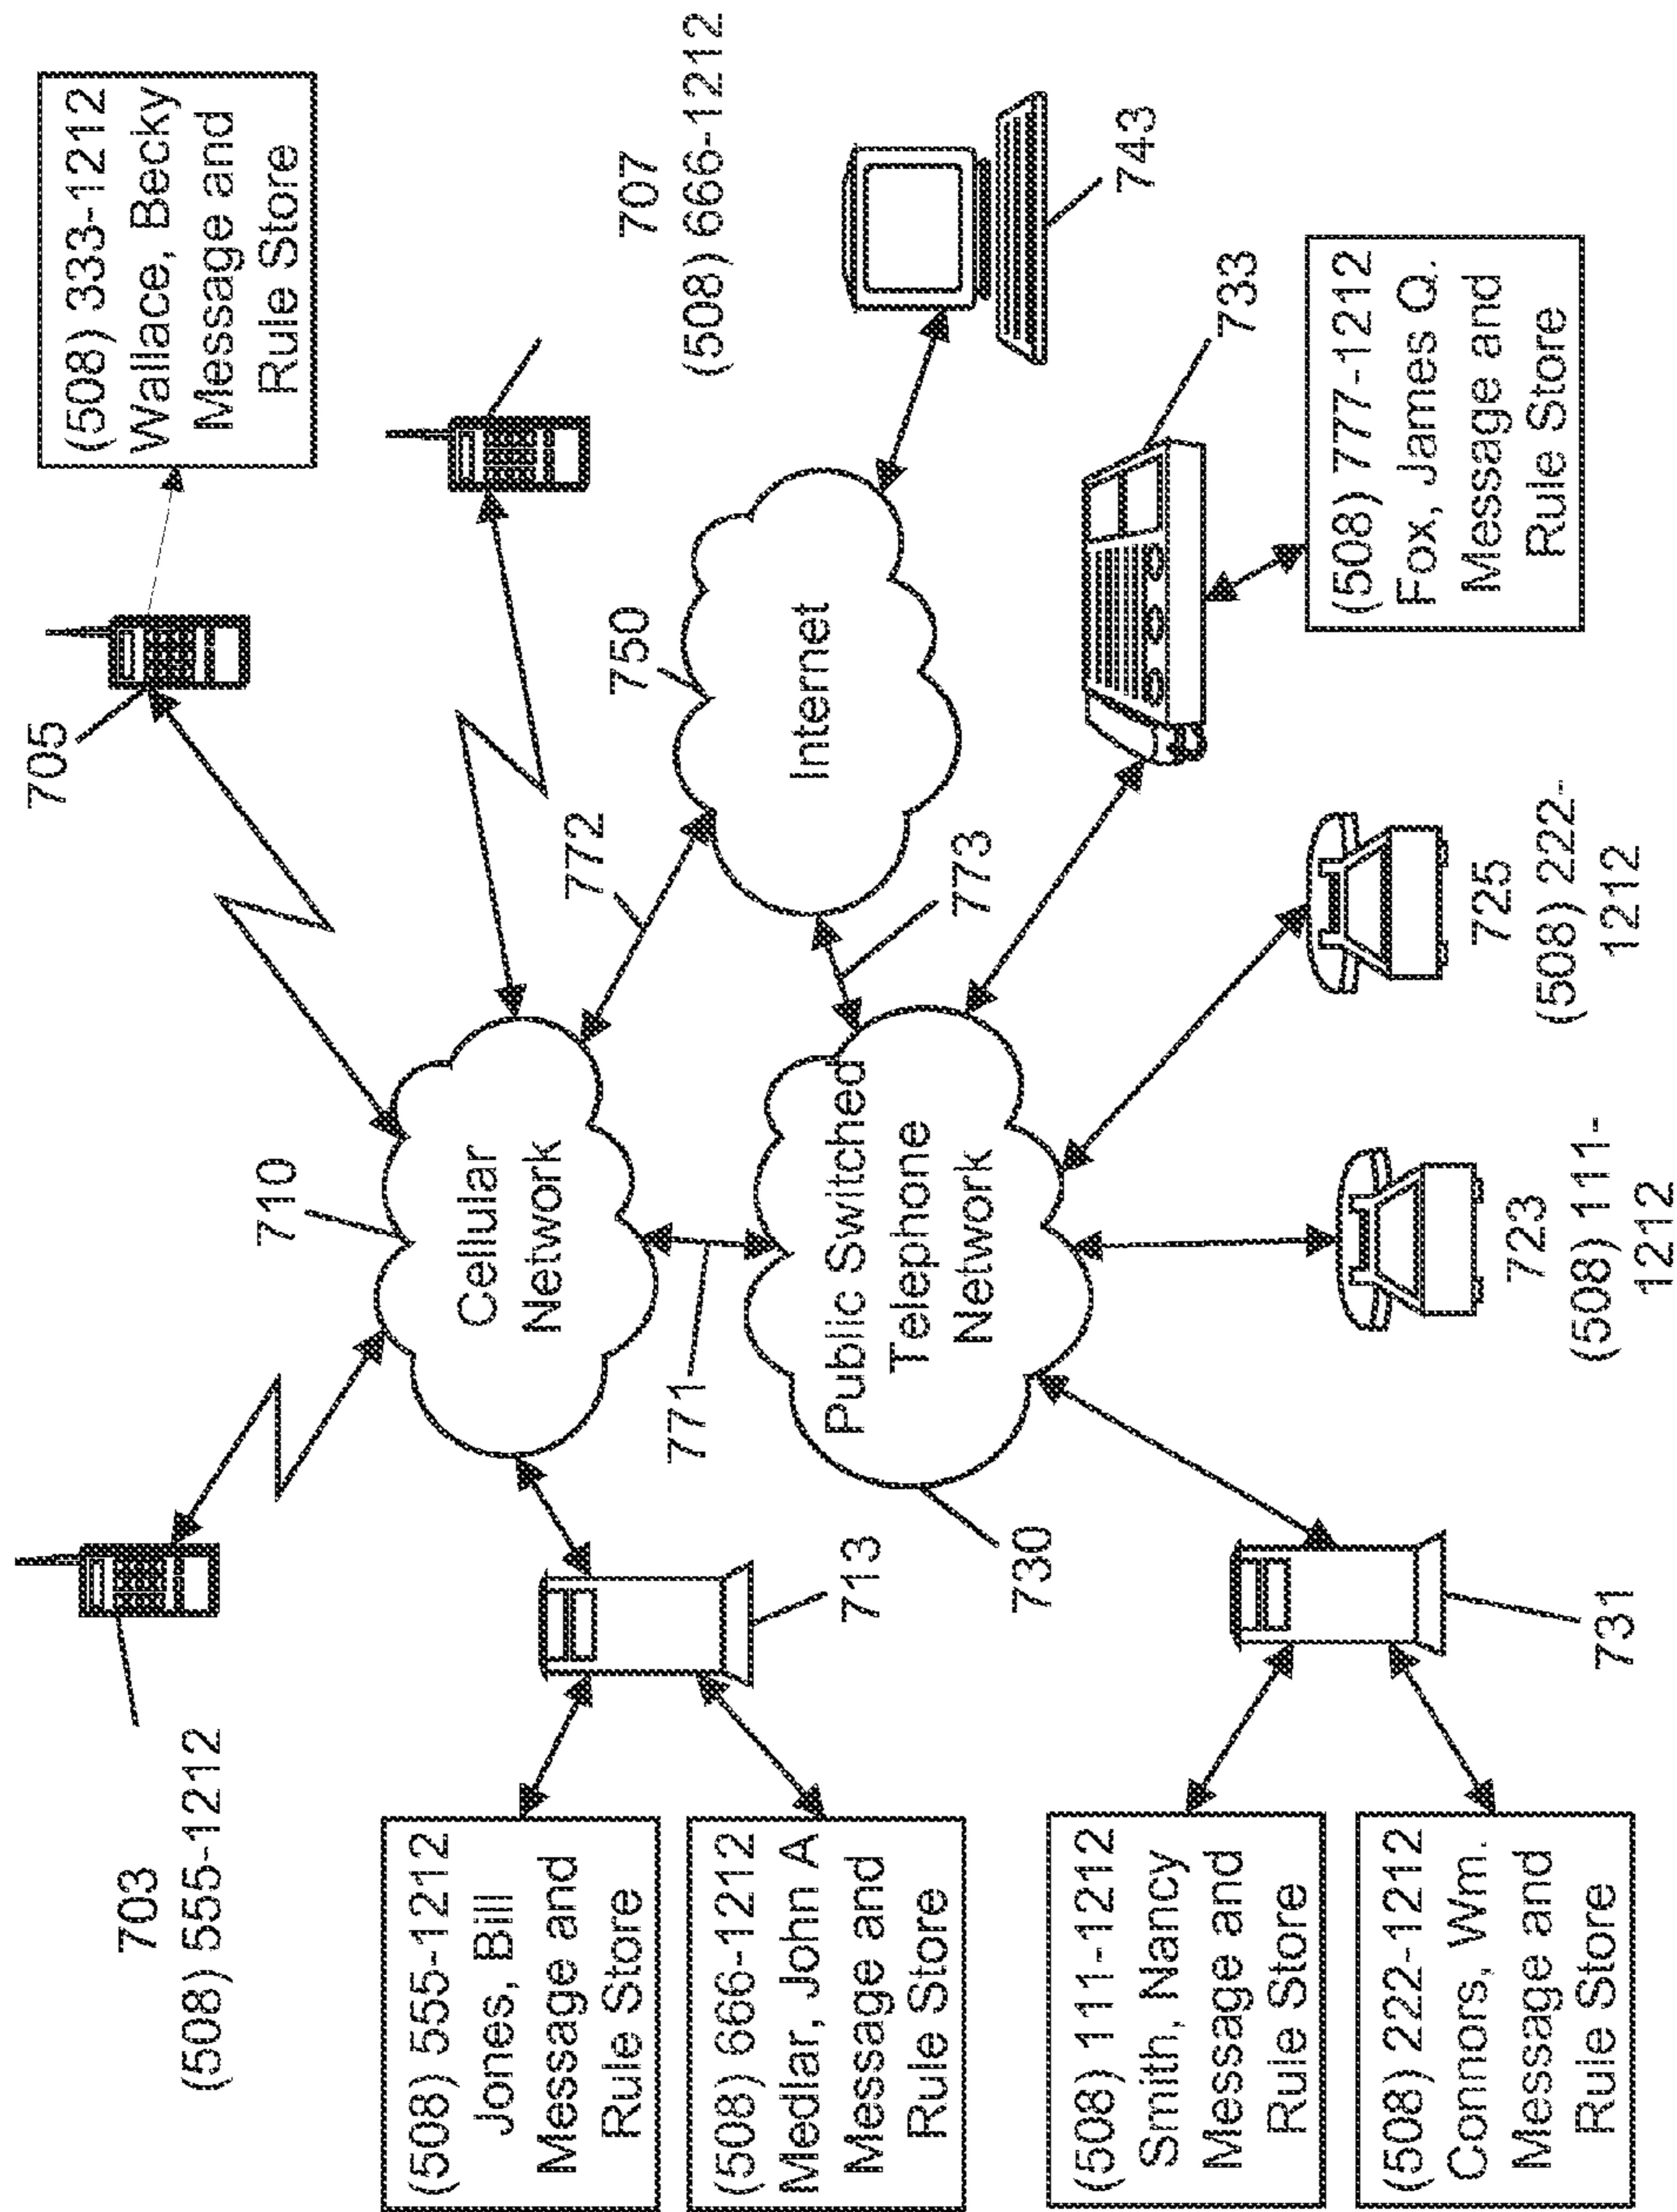 703
(508) 555-1212
705
(508) 333-1212
Wallace, Becky
Message and
Rule Store
710
Cellular
Network
707
(508) 666-1212
(508) 555-1212
Jones, Bill
Message and
Rule Store
(508) 666-1212
Medlar, John A
Message and
Rule Store
713
771
772
750
Internet
743
Public Switched
Telephone
Network
730
773
733
(508) 777-1212
Fox, James Q.
Message and
Rule Store
(508) 111-1212
Smith, Nancy
Message and
Rule Store
(508) 222-1212
Connors, Wm.
Message and
Rule Store
731
723
(508) 111-
1212
725
(508) 222-
1212